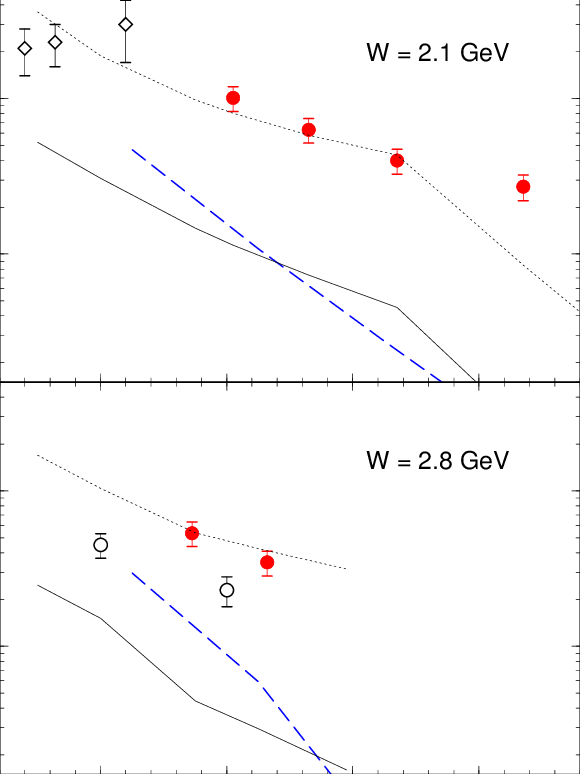 W = 2.1 GeV
W = 2.8 GeV